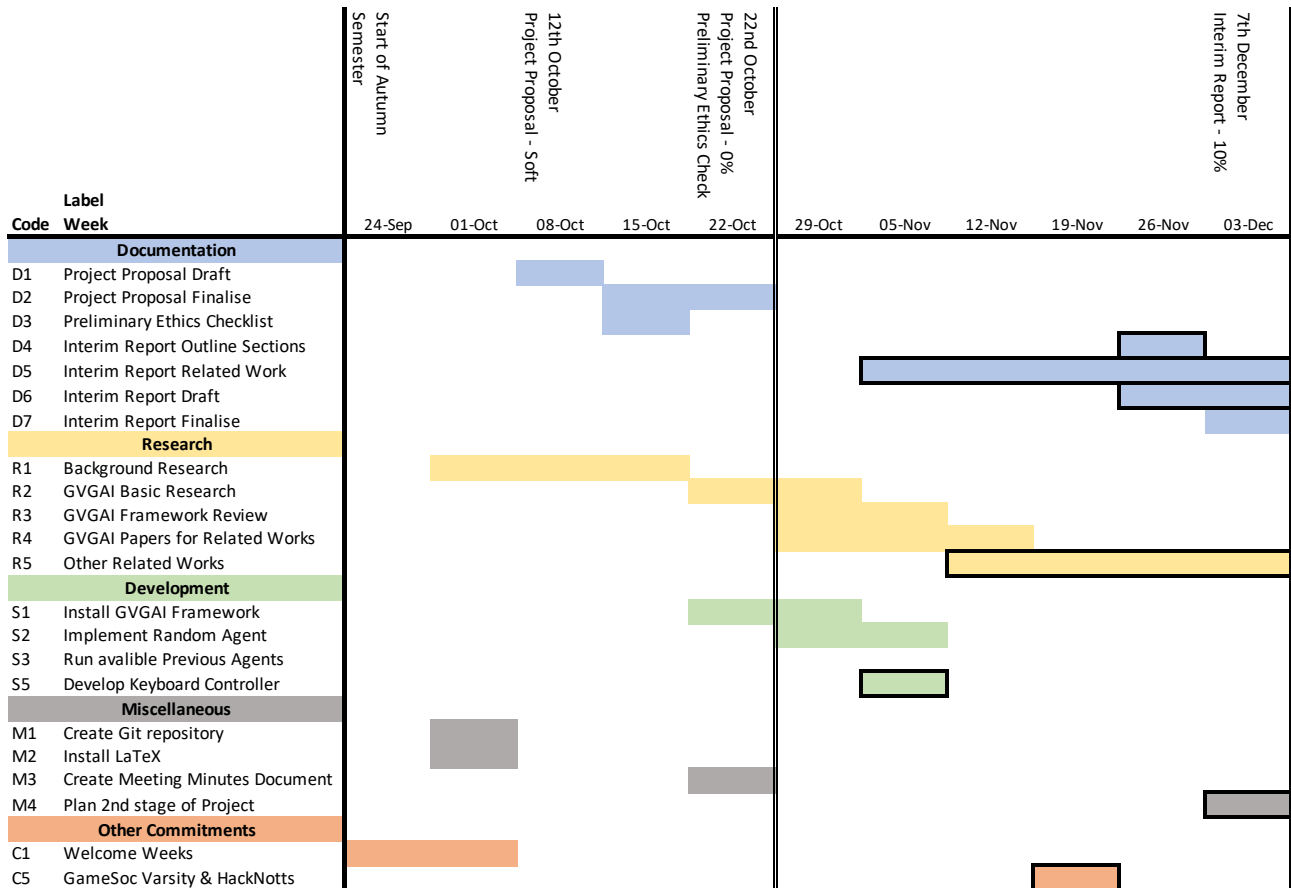 Start of Autumn
Semester
12th October
Project Proposal - Soft
22nd October
Project Proposal - 0%
Preliminary Ethics Check
7th December
Interim Report - 10%
Label
Code Week 24-Sep 01-Oct 08-Oct 15-Oct 22-Oct 29-Oct 05-Nov 12-Nov 19-Nov 26-Nov 03-Dec
Documentation
D1 Project Proposal Draft
D2 Project Proposal Finalise
D3 Preliminary Ethics Checklist
D4 Interim Report Outline Sections
D5 Interim Report Related Work
D6 Interim Report Draft
D7 Interim Report Finalise
Research
R1 Background Research
R2 GVGAI Basic Research
R3 GVGAI Framework Review
R4 GVGAI Papers for Related Works
R5 Other Related Works
Development
S1 Install GVGAI Framework
S2 Implement Random Agent
S3 Run avalible Previous Agents
S5 Develop Keyboard Controller
Miscellaneous
M1 Create Git repository
M2 Install LaTeX
M3 Create Meeting Minutes Document
M4 Plan 2nd stage of Project
Other Commitments
C1 Welcome Weeks
C5 GameSoc Varsity & HackNotts